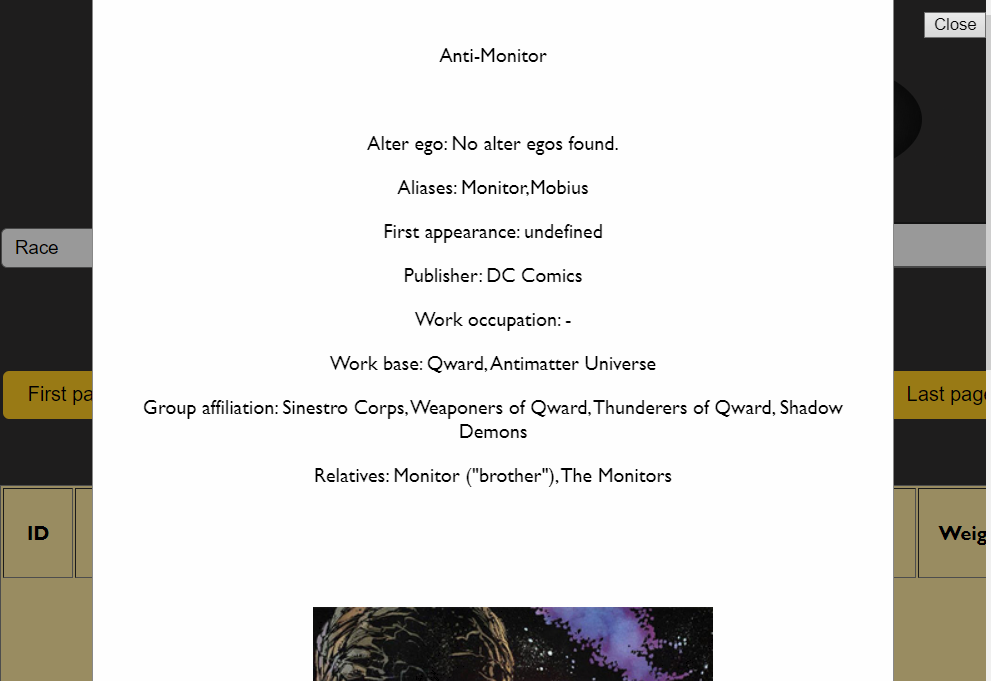 Close
Anti-Monitor
Alter ego: No alter egos found.
Aliases: Monitor,Mobius
First appearance: undefined
Publisher: DC Comics
Race
Work occupation: -
Work base: Qward,Antimatter Universe
First pa
Last page
Group affiliation: Sinestro Corps,Weaponers of Qward,Thunderers of Qward, Shadow
Demons
Relatives: Monitor ("brother"),The Monitors
ID
Weig